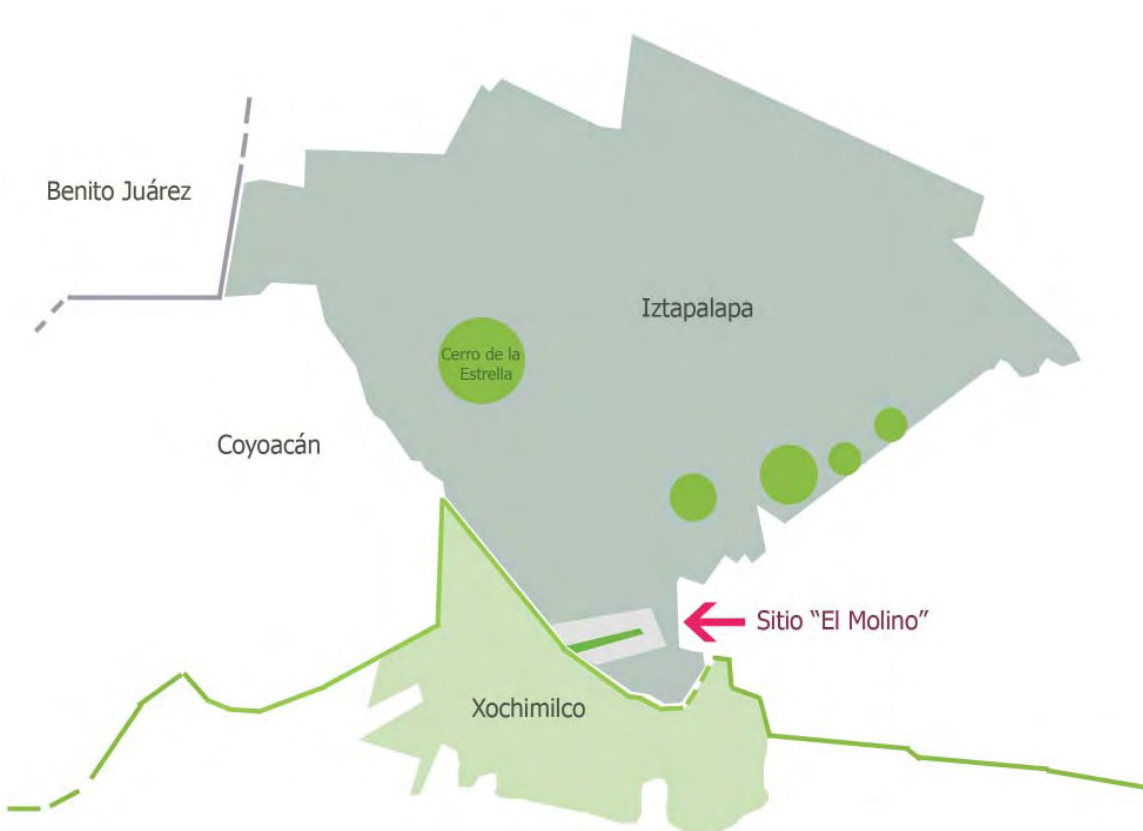 Benito Juárez
Iztapalapa
Cerro de la
Estrella
Coyoacán
Sitio “El Molino”
Xochimilco